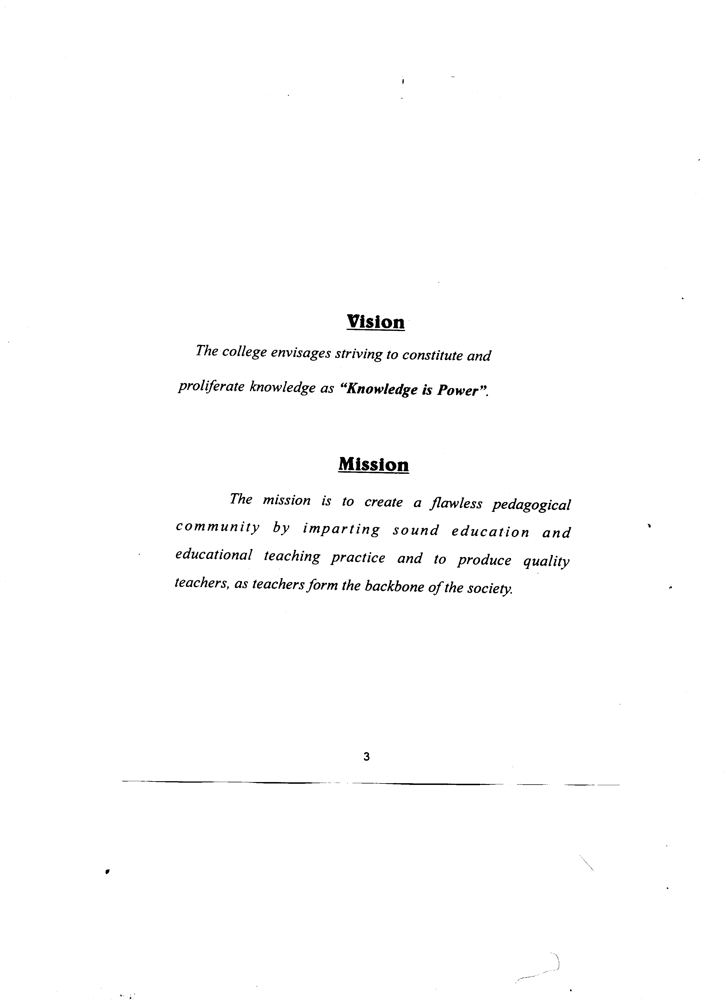 Vision
The college envisages striving to constitute and
proliferate knowledge as “Knowledge is Power”.
Mission
The mission is to create a flawless pedagogical
community by imparting sound education and
educational teaching practice and to produce quality
teachers, as teachers form the backbone of the society.
3